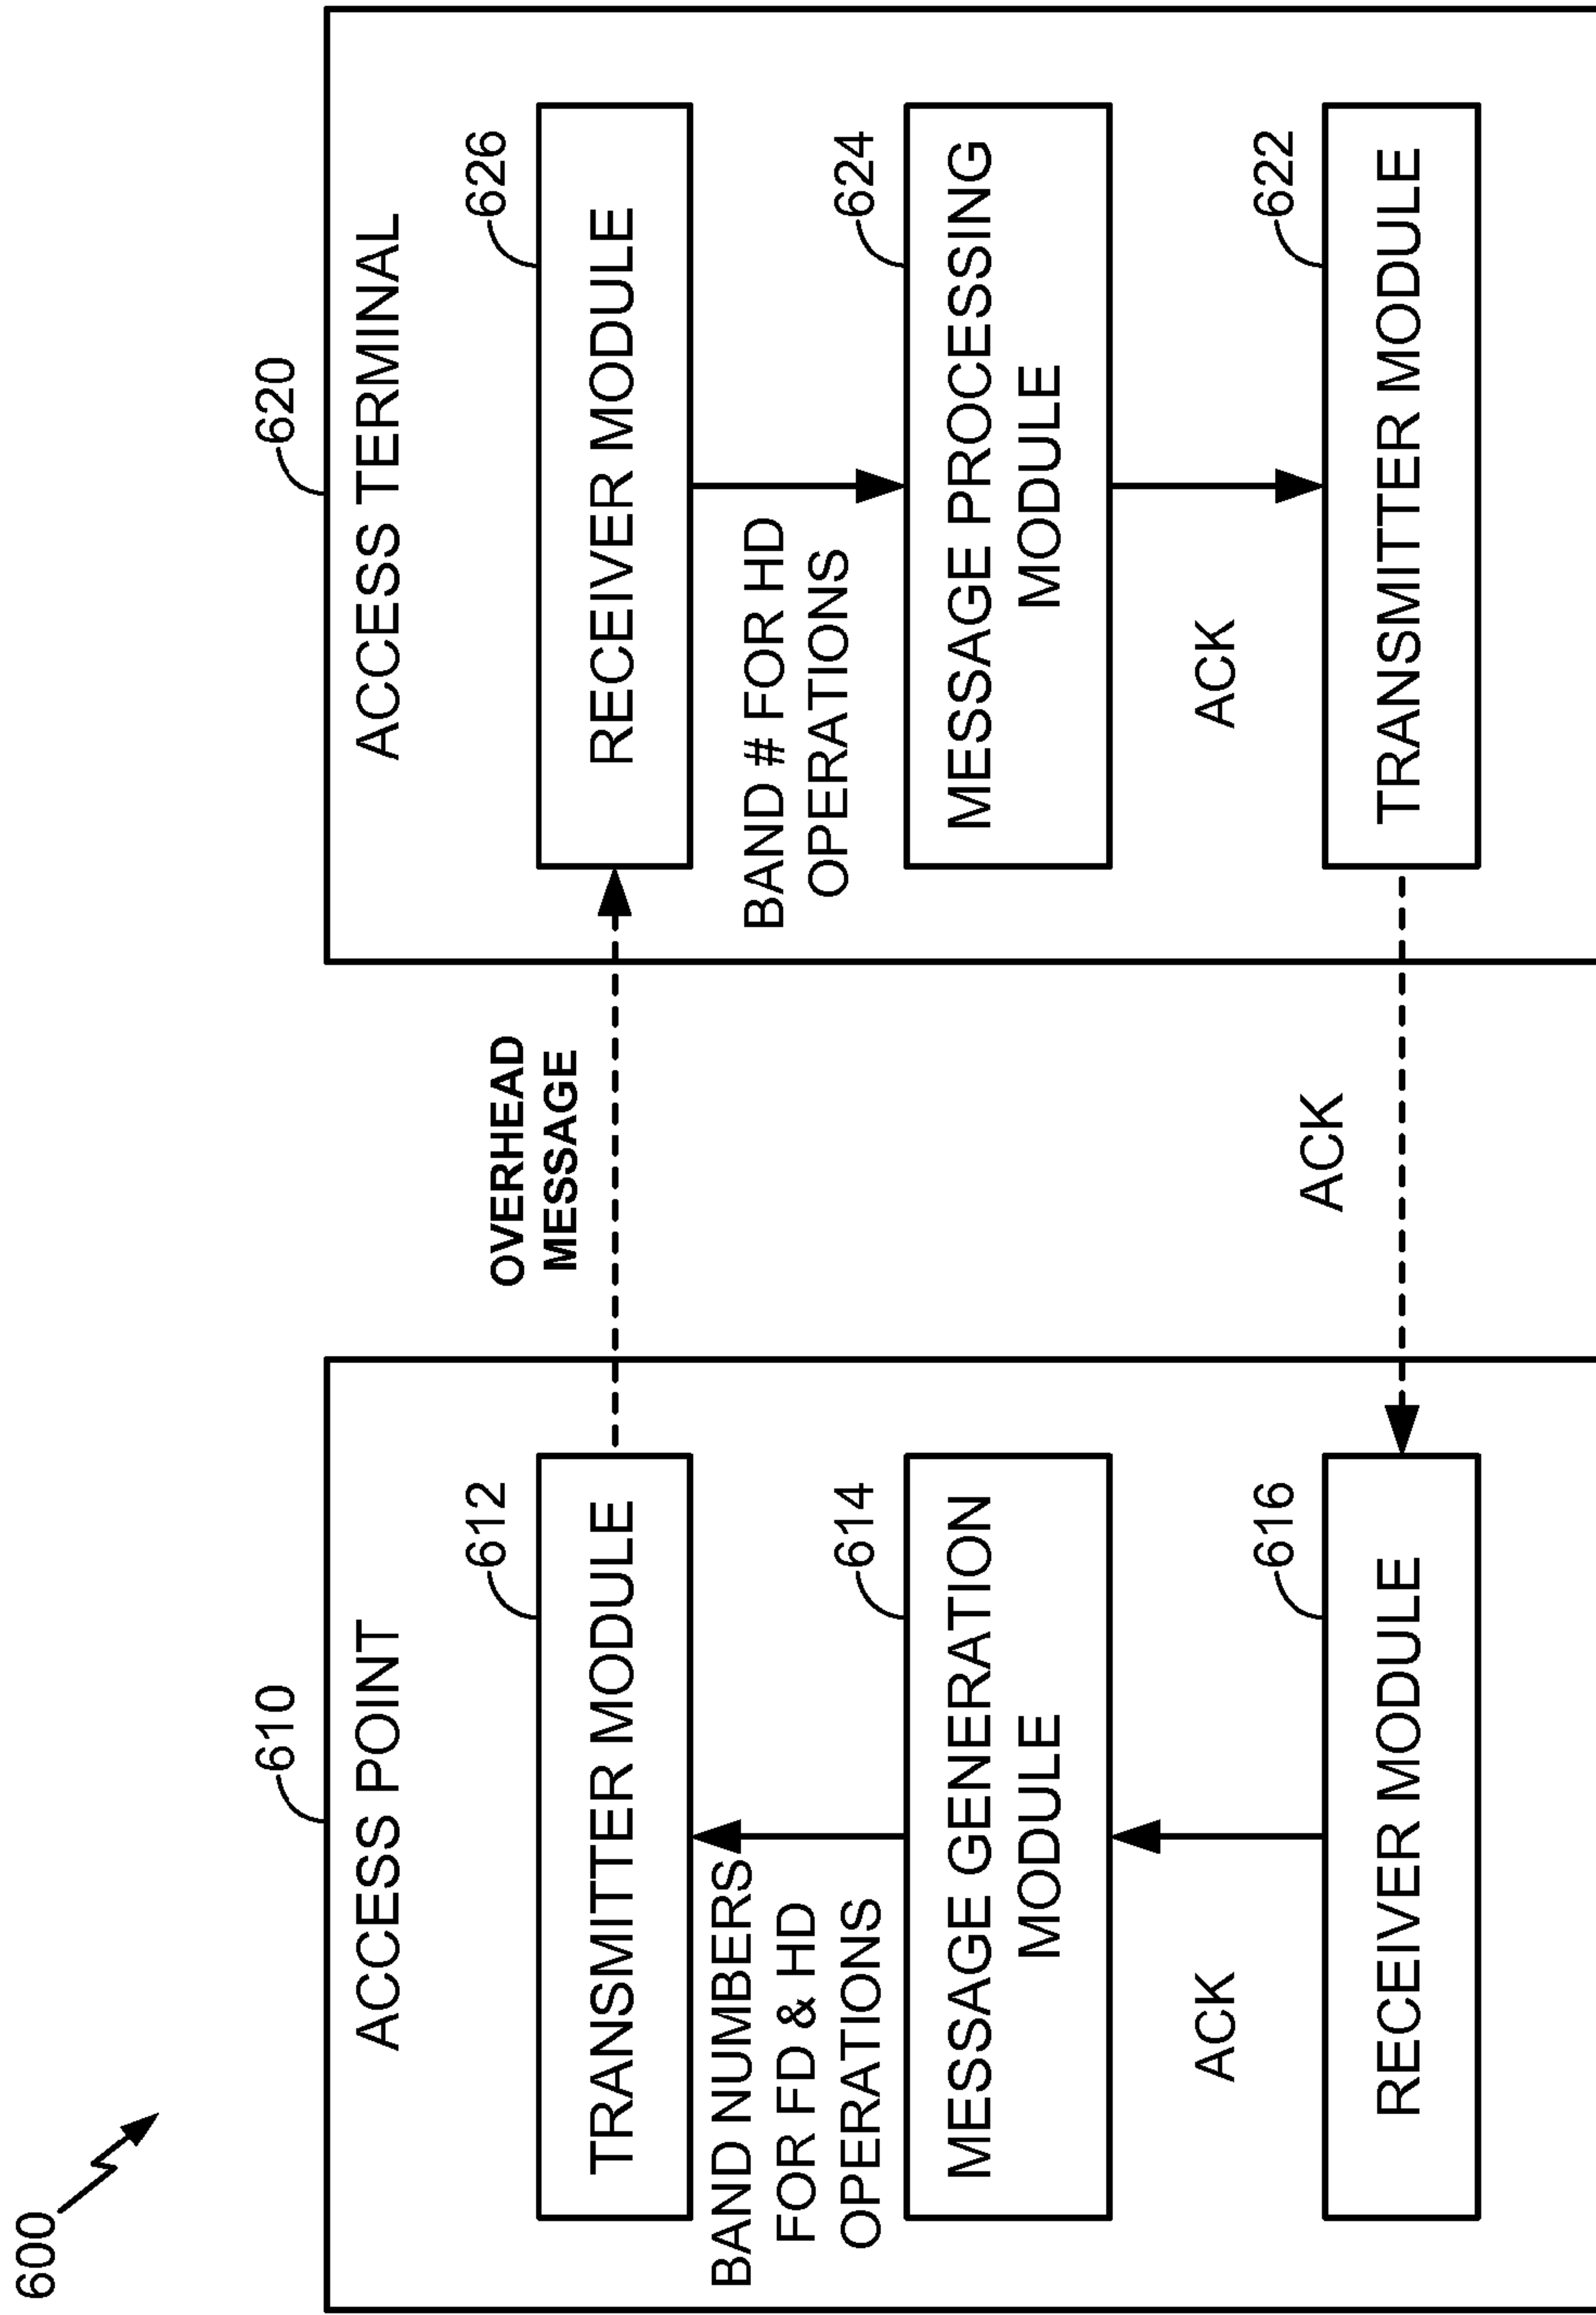 600
610
ACCESS POINT
612
TRANSMITTER MODULE
BAND NUMBERS
FOR FD & HD
OPERATIONS
614
MESSAGE GENERATION
MODULE
ACK
616
RECEIVER MODULE
OVERHEAD
MESSAGE
ACK
620
ACCESS TERMINAL
626
RECEIVER MODULE
BAND # FOR HD
OPERATIONS
624
MESSAGE PROCESSING
MODULE
ACK
622
TRANSMITTER MODULE